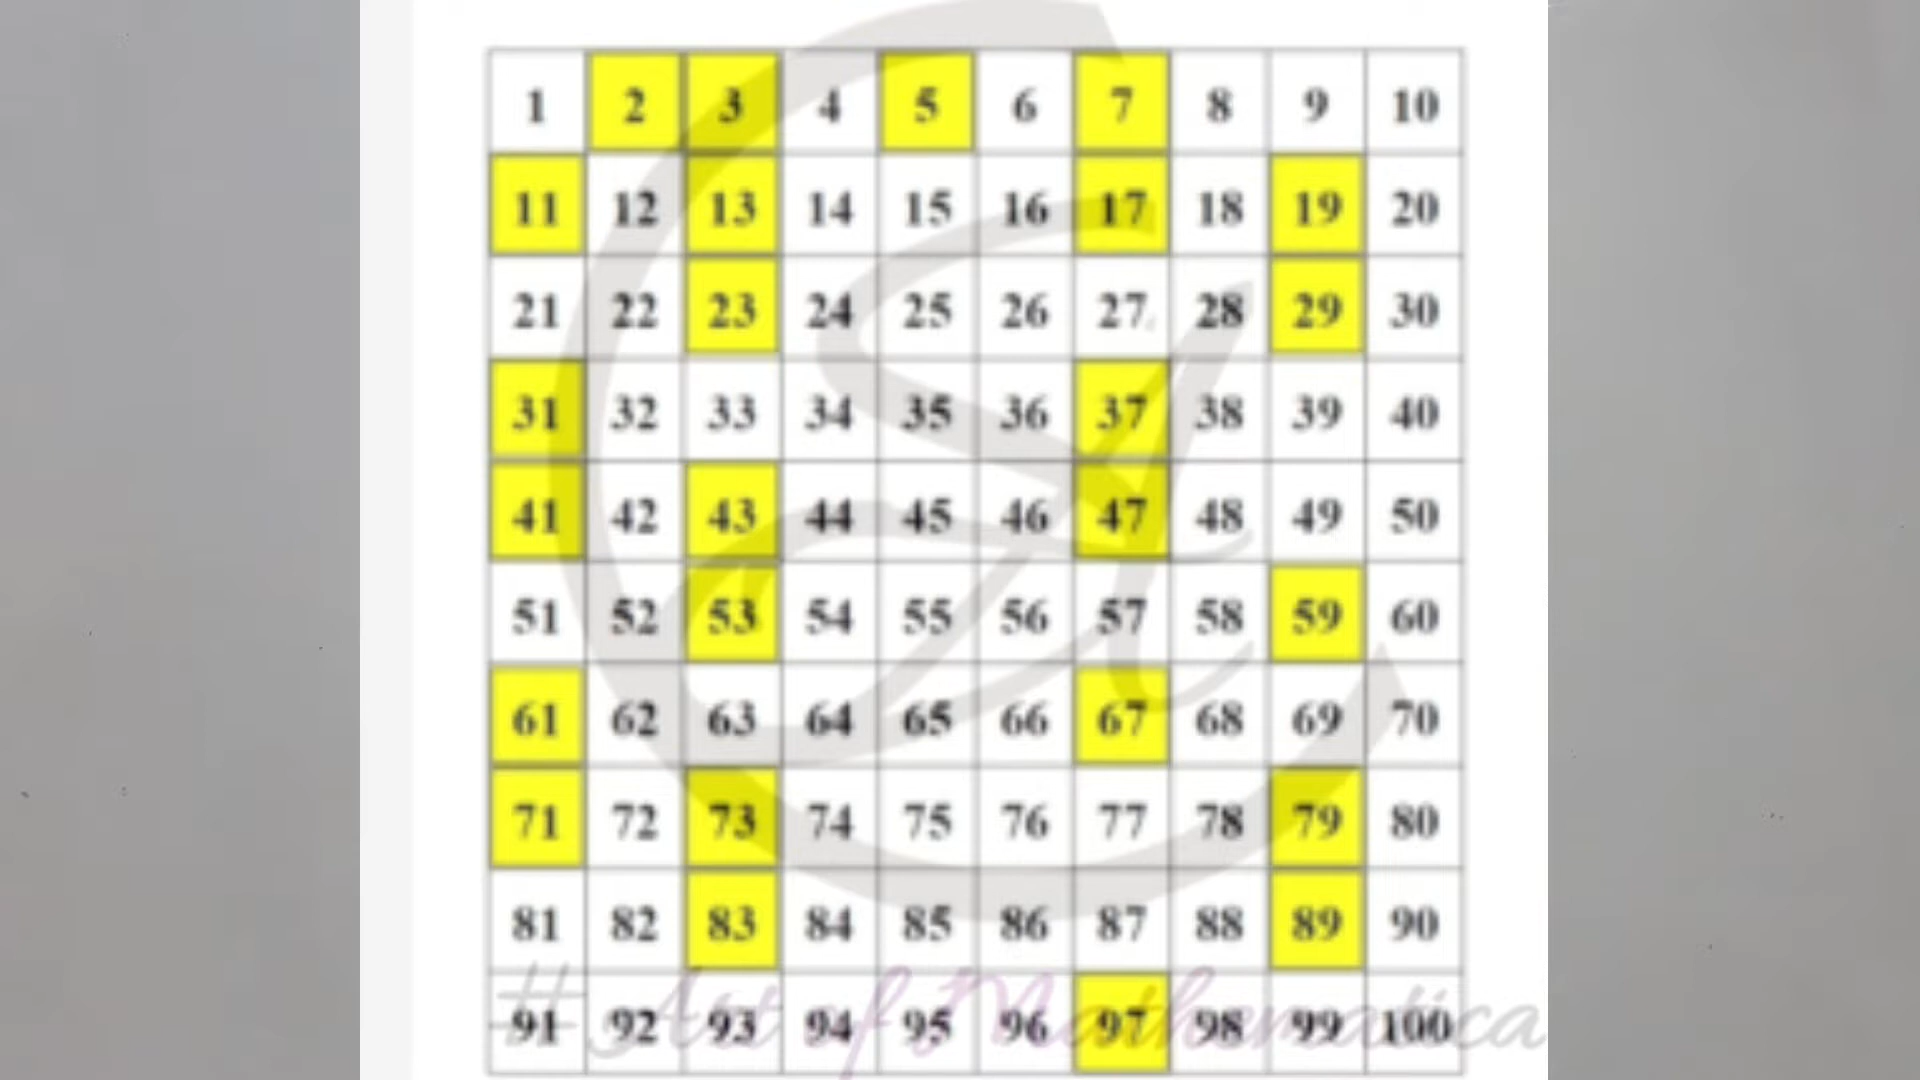 1 2 3 4 5 6 7 8 9 10
11 12 13 14 15 16 17 18 19 20
21 22 23 24 25 26 27 28 29 30
31 32 33 34 35 36 37 38 39 40
41 42 43 44 45 46 47 48 49 50
51 52 53 54 55 56 57 58 59 60
61 62 63 64 65 66 67 68 69 70
71 72 73 74 75 76 77 78 79 80
81 82 83 84 85 86 87 88 89 90
91 92 93 94 95 96 97 98 99 100
# Art of Mathematica